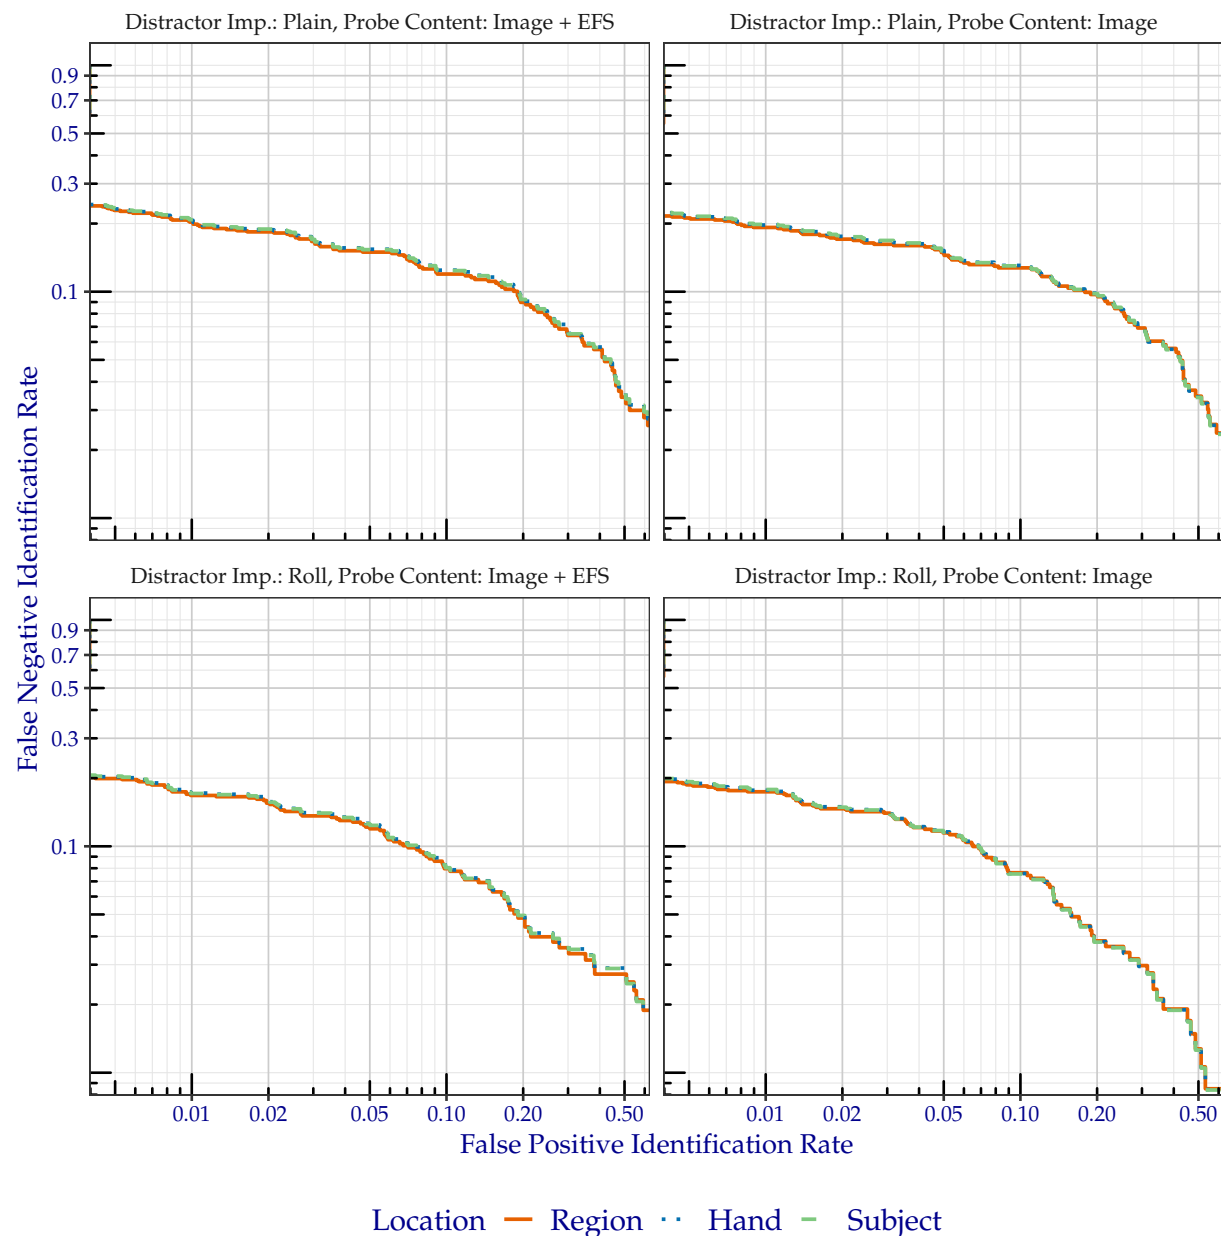 Distractor Imp.: Plain, Probe Content: Image + EFS
Distractor Imp.: Plain, Probe Content: Image
0.9
0.7
0.5
0.3
0.1
False Negative Identification Rate
Distractor Imp.: Roll, Probe Content: Image + EFS
Distractor Imp.: Roll, Probe Content: Image
0.9
0.7
0.5
0.3
0.1
0.01 0.02 0.05 0.10 0.20 0.50
0.01 0.02 0.05 0.10 0.20 0.50
False Positive Identification Rate
Location Region Hand Subject